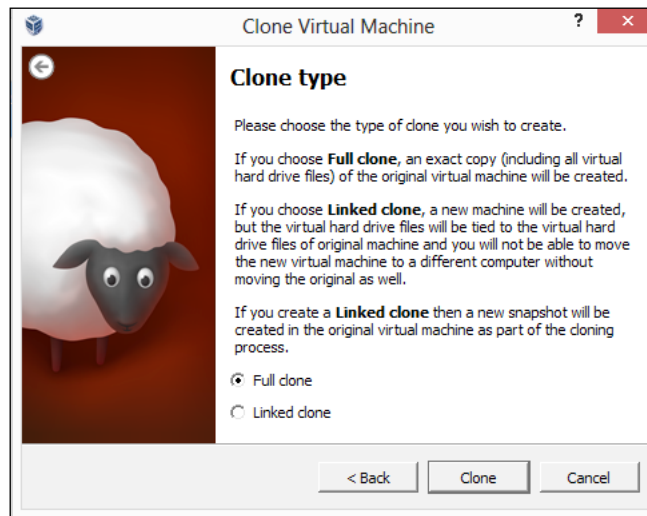 Clone Virtual Machine
?
Clone type
Please choose the type of clone you wish to create.
If you choose Full clone, an exact copy (including all virtual
hard drive files) of the original virtual machine will be created.
If you choose Linked clone, a new machine will be created,
but the virtual hard drive files will be tied to the virtual hard
drive files of original machine and you will not be able to move
the new virtual machine to a different computer without
moving the original as well.
If you create a Linked clone then a new snapshot will be
created in the original virtual machine as part of the cloning
process.
Full clone
Linked clone
< Back
Clone
Cancel